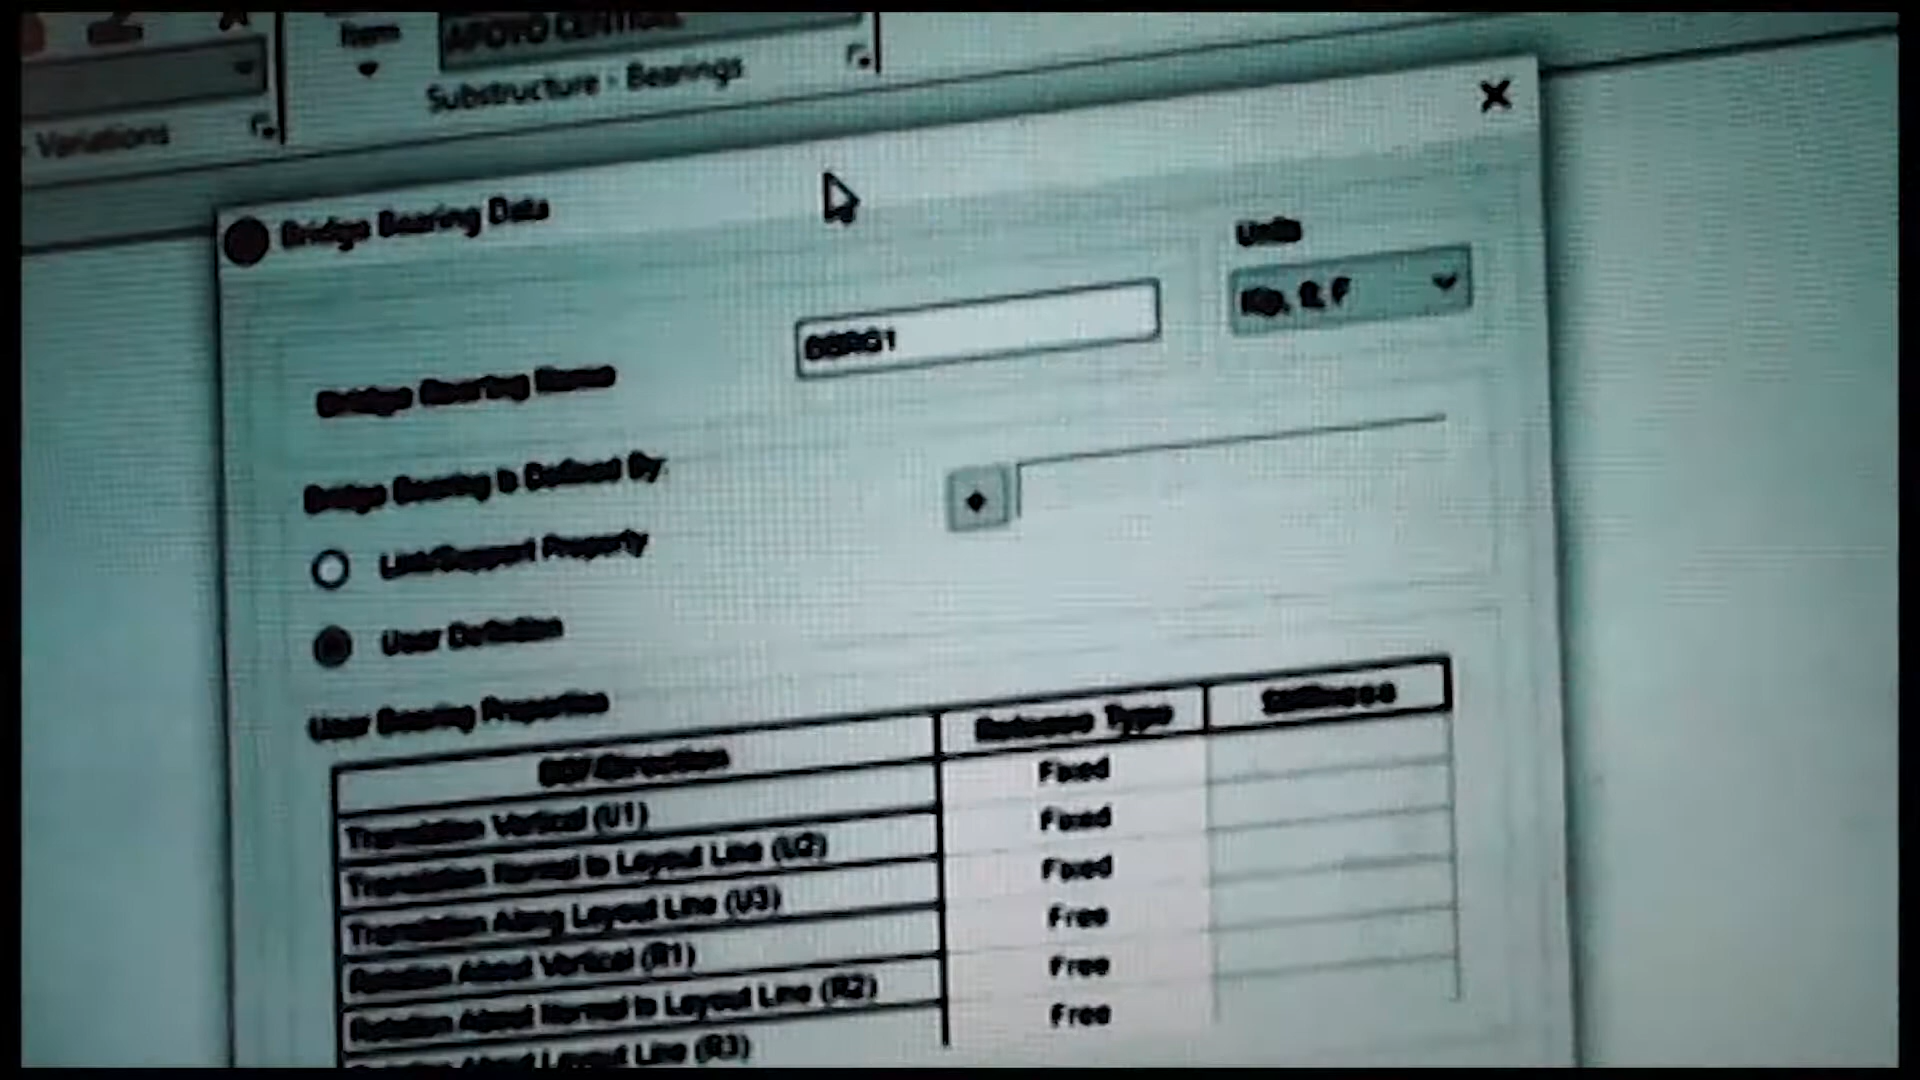 Item
APOYO CENTRAL
Substructure - Bearings
Variations
Bridge Bearing Data
Units
Kip, ft, F
Bridge Bearing Name
BBRG1
Bridge Bearing Is Defined By:
Link/Support Property
User Definition
User Bearing Properties
DOF/Direction
Release Type
Stiffness
Translation Vertical (U1)
Fixed
Translation Normal to Layout Line (U2)
Fixed
Translation Along Layout Line (U3)
Fixed
Rotation About Vertical (R1)
Free
Rotation About Normal to Layout Line (R2)
Free
Rotation About Layout Line (R3)
Free